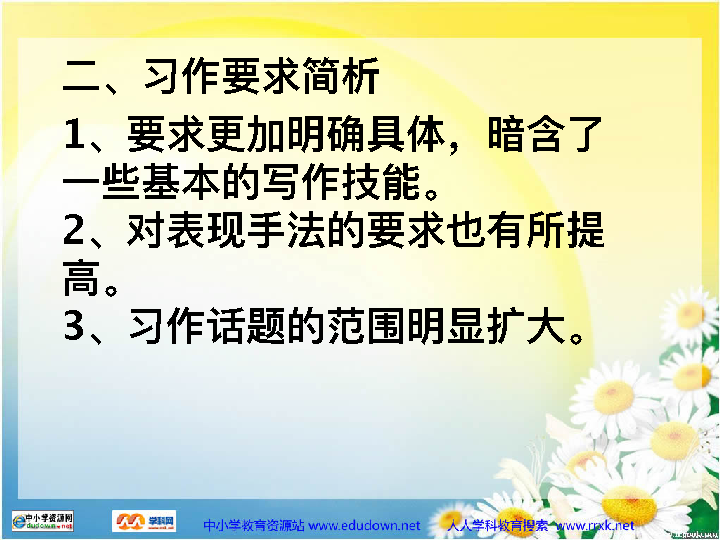 二、习作要求简析
1、要求更加明确具体，暗含了
一些基本的写作技能。
2、对表现手法的要求也有所提
高。
3、习作话题的范围明显扩大。
中小学资源网
edudown.net
学科网
中小学教育资源站 www.edudown.net 人人学科教育搜索 www.rrxk.net